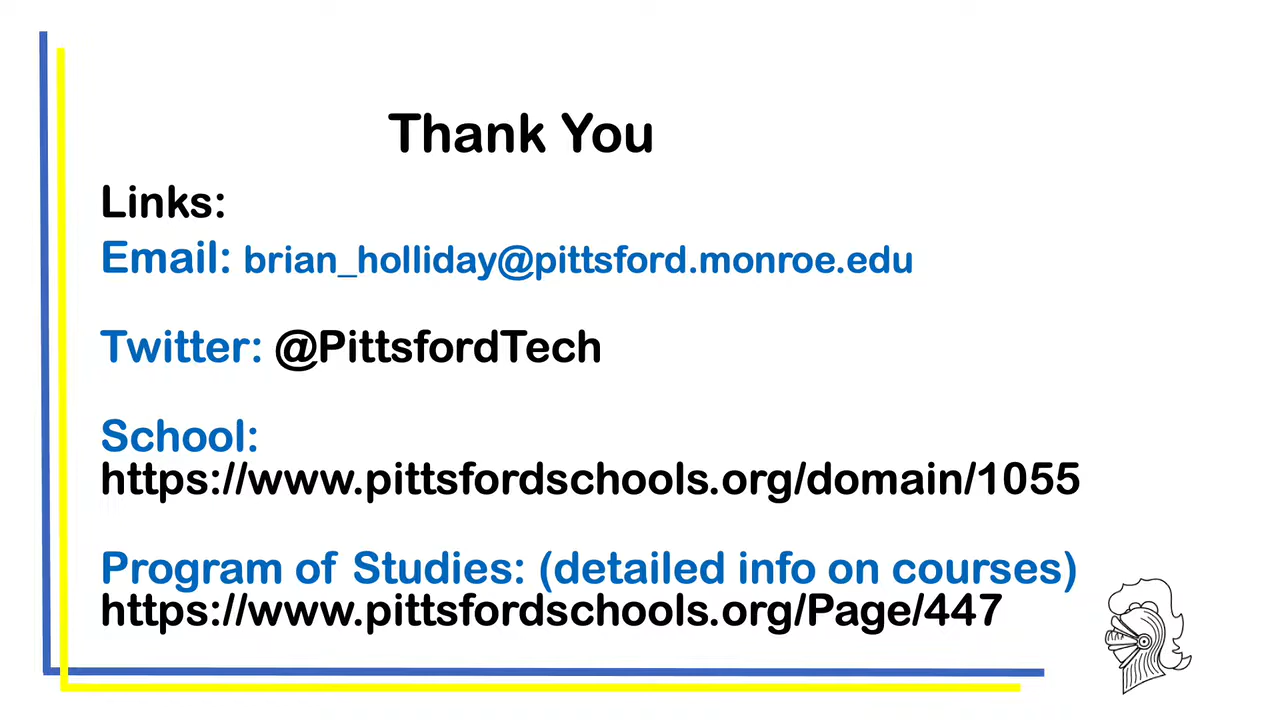 Thank You
Links:
Email: brian_holliday@pittsford.monroe.edu
Twitter: @PittsfordTech
School:
https://www.pittsfordschools.org/domain/1055
Program of Studies: (detailed info on courses)
https://www.pittsfordschools.org/Page/447